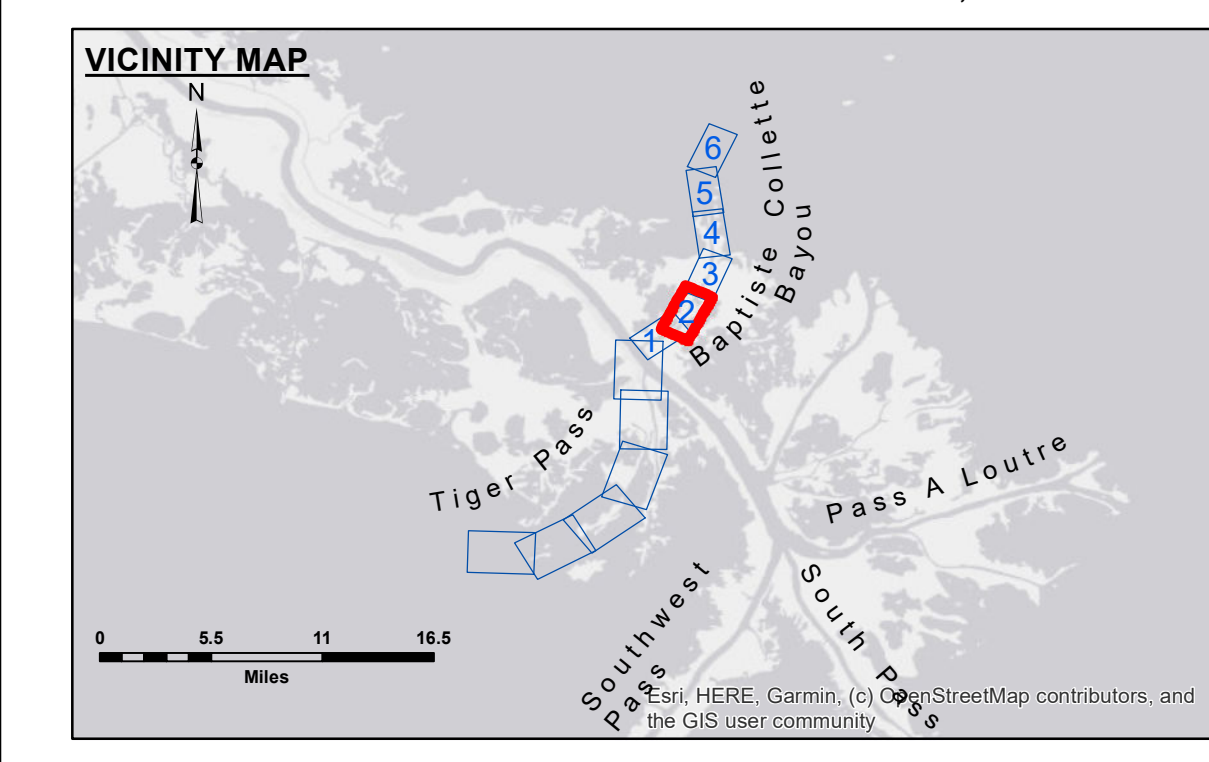 VICINITY MAP
N
6
5
4
3
2
1
Baptiste Collette
Bayou
Tiger Pass
Pass A Loutre
Southwest
Pass
South Pass
0 5.5 11 16.5
Miles
Esri, HERE, Garmin, (c) OpenStreetMap contributors, and
the GIS user community